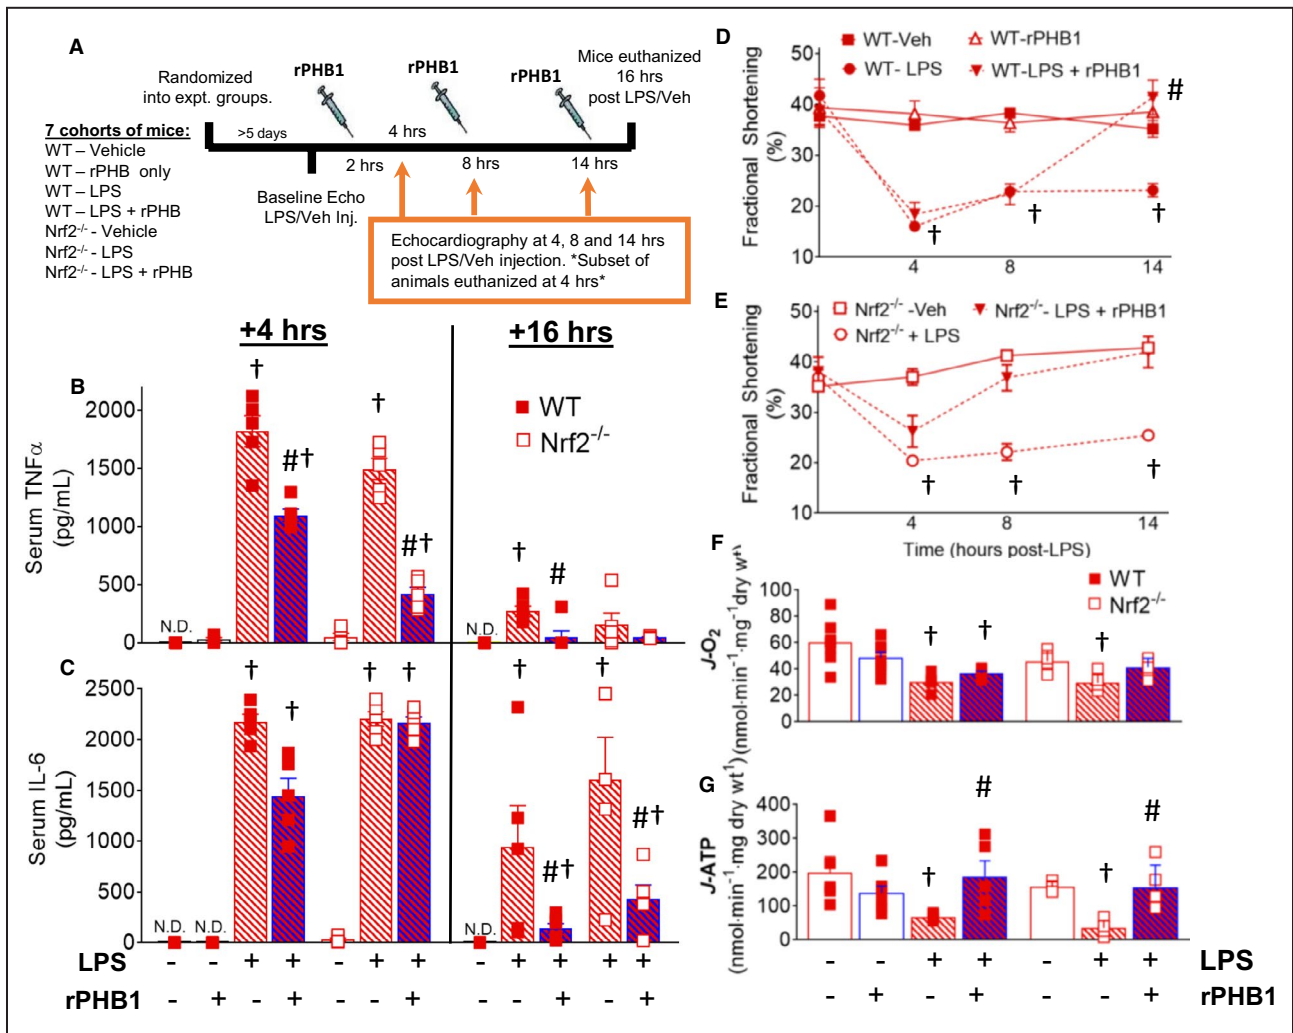 A
Randomized
into expt. groups.
rPHB1
rPHB1
rPHB1
Mice euthanized
16 hrs
post LPS/Veh
>5 days
4 hrs
2 hrs
8 hrs
14 hrs
Baseline Echo
LPS/Veh Inj.
7 cohorts of mice:
WT – Vehicle
WT – rPHB only
WT – LPS
WT – LPS + rPHB
Nrf2-/- - Vehicle
Nrf2-/- - LPS
Nrf2-/- - LPS + rPHB
Echocardiography at 4, 8 and 14 hrs
post LPS/Veh injection. *Subset of
animals euthanized at 4 hrs*
+4 hrs
+16 hrs
B
Serum TNFα
(pg/mL)
2000
1500
1000
500
0
N.D.
†
#†
†
#†
N.D.
†
#
WT
Nrf2-/-
C
Serum IL-6
(pg/mL)
2500
2000
1500
1000
500
0
N.D.
N.D.
†
†
†
†
N.D.
†
#†
†
#†
LPS - - + + - + + - + + + +
rPHB1 - + - + - - + - - + - +
D
WT-Veh
WT-rPHB1
WT- LPS
WT-LPS + rPHB1
Fractional Shortening
(%)
50
40
30
20
10
4
8
14
†
†
†
#
E
Nrf2-/- -Veh
Nrf2-/-- LPS + rPHB1
Nrf2-/- + LPS
Fractional Shortening
(%)
50
40
30
20
10
4
8
14
†
†
†
Time (hours post-LPS)
F
J-O2
(nmol·min-1·mg-1dry wt)
100
80
60
40
20
0
†
†
†
WT
Nrf2-/-
G
J-ATP
(nmol·min-1·mg dry wt1)
400
300
200
100
0
†
#
†
#
- - + + - + + LPS
- + - + - - + rPHB1